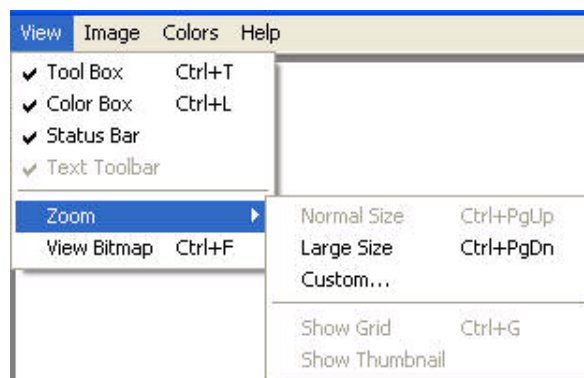 View Image Colors Help
✓ Tool Box Ctrl+T
✓ Color Box Ctrl+L
✓ Status Bar
✓ Text Toolbar
Zoom
View Bitmap Ctrl+F
Normal Size Ctrl+PgUp
Large Size Ctrl+PgDn
Custom...
Show Grid Ctrl+G
Show Thumbnail